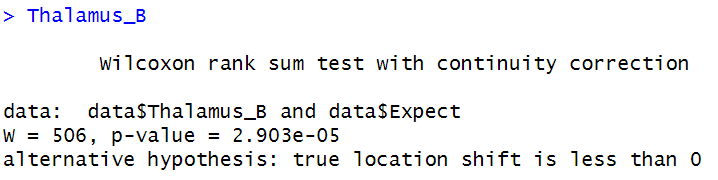 > Thalamus_B
Wilcoxon rank sum test with continuity correction
data:  data$Thalamus_B and data$Expect
W = 506, p-value = 2.903e-05
alternative hypothesis: true location shift is less than 0